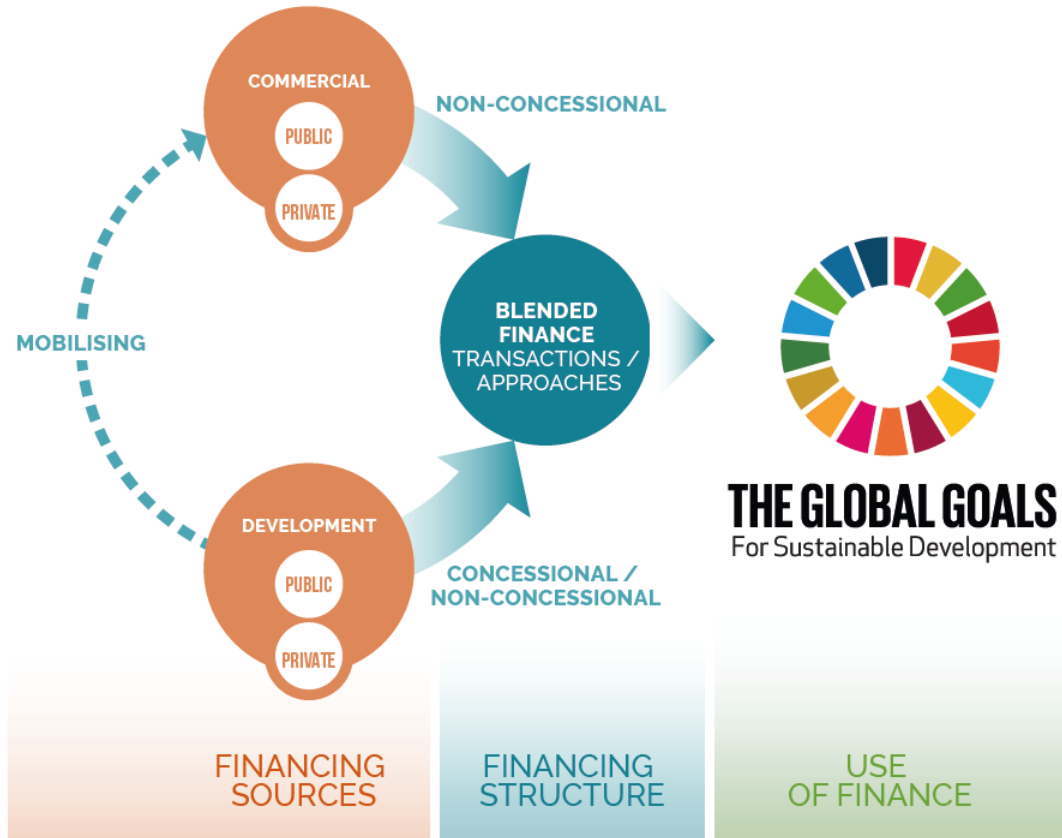 COMMERCIAL
PUBLIC
PRIVATE
NON-CONCESSIONAL
MOBILISING
BLENDED
FINANCE
TRANSACTIONS /
APPROACHES
DEVELOPMENT
PUBLIC
PRIVATE
CONCESSIONAL /
NON-CONCESSIONAL
THE GLOBAL GOALS
For Sustainable Development
FINANCING
SOURCES
FINANCING
STRUCTURE
USE
OF FINANCE